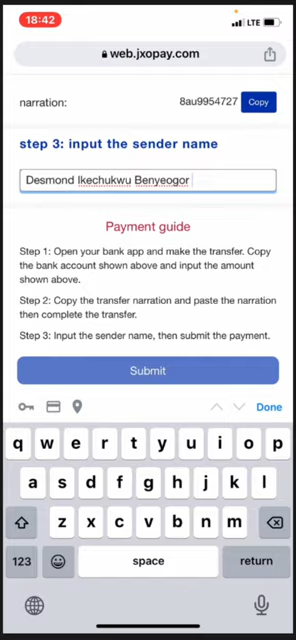 18:42
LTE
web.jxopay.com
narration:
8au9954727 Copy
step 3: input the sender name
Desmond Ikechukwu Benyeogor
Payment guide
Step 1: Open your bank app and make the transfer. Copy
the bank account shown above and input the amount
shown above.
Step 2: Copy the transfer narration and paste the narration
then complete the transfer.
Step 3: Input the sender name, then submit the payment.
Submit
Done
q w e r t y u i o p
a s d f g h j k l
z x c v b n m
123 space return